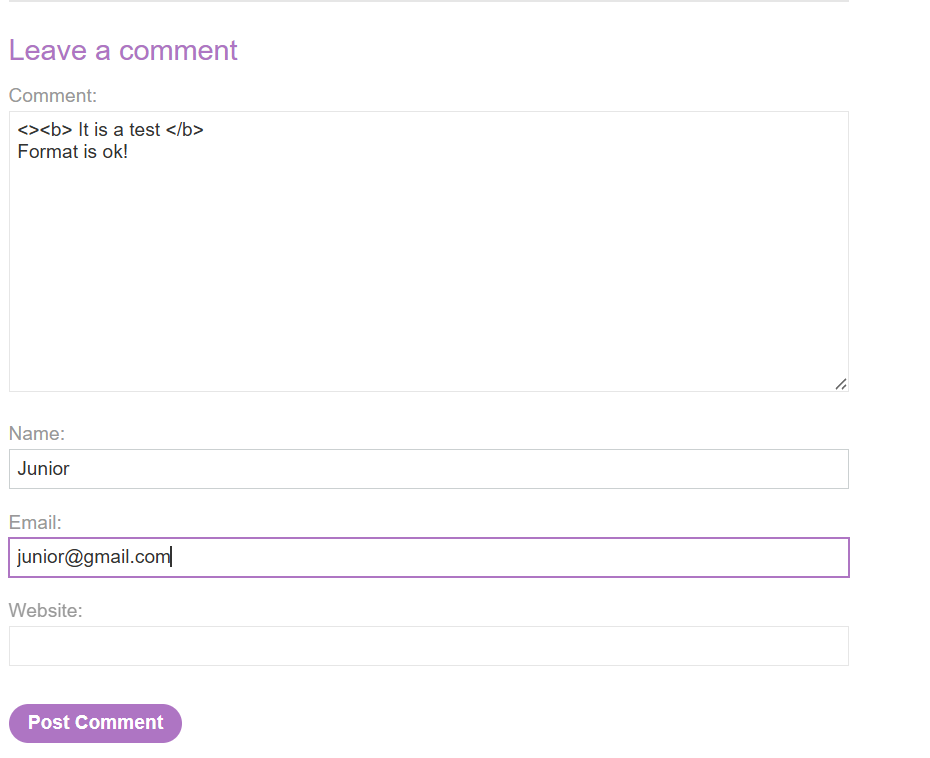 Leave a comment
Comment:
<><b> It is a test </b>
Format is ok!
Name:
Junior
Email:
junior@gmail.com
Website:
Post Comment